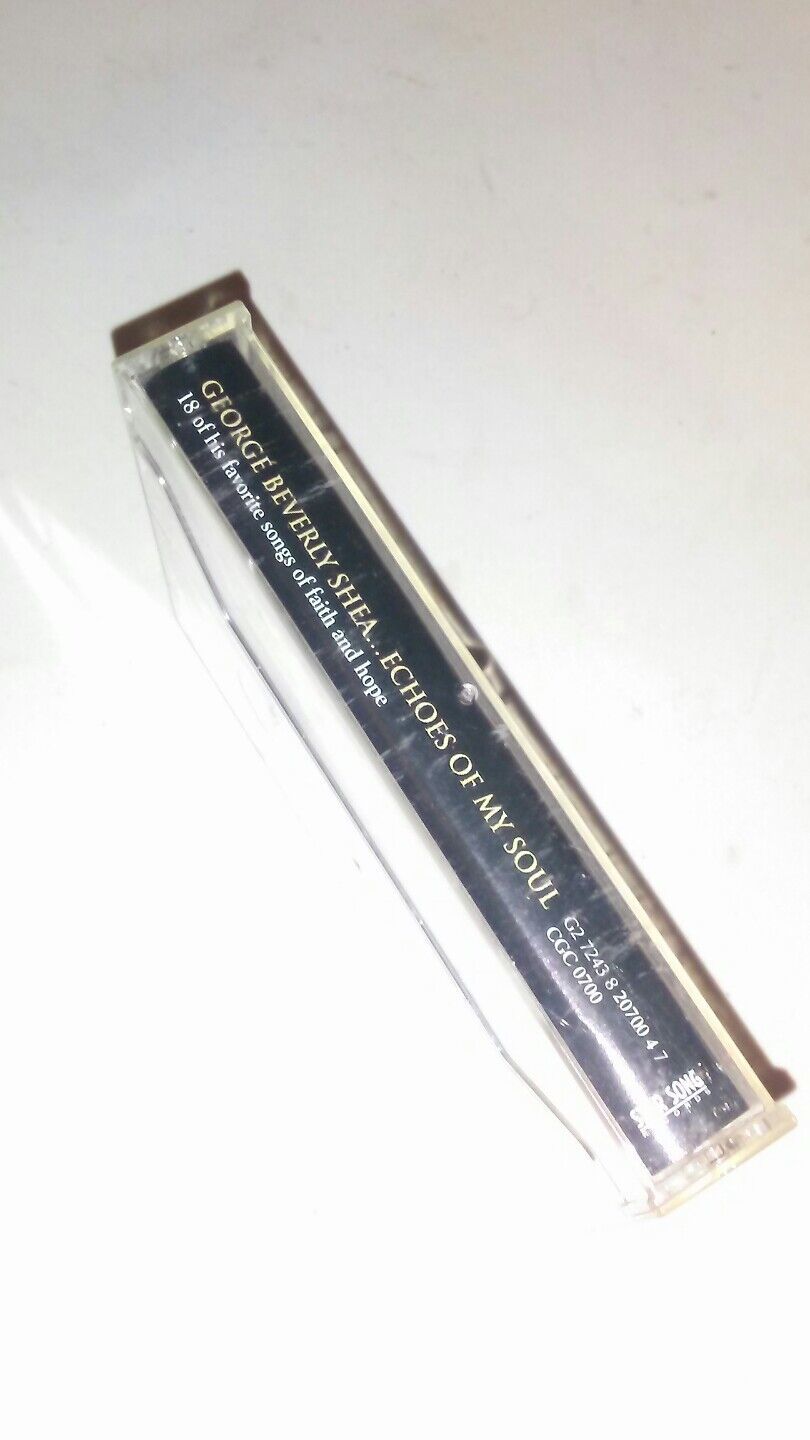 GEORGE BEVERLY SHEA...ECHOES OF MY SOUL
18 of his favorite songs of faith and hope
G2 7243 8 20700 4 7
CGC 0700
SONG